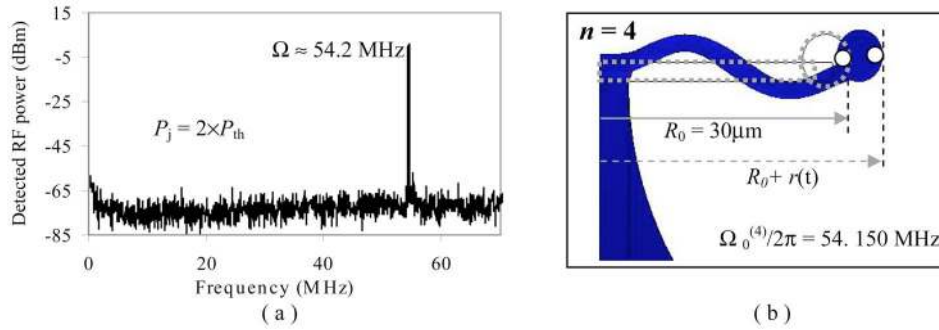 15
-5
-25
-45
-65
-85
Detected RF power (dBm)
Ω ≈ 54.2 MHz
Pj = 2×Pth
0
20
40
60
Frequency (MHz)
( a )
n = 4
R0 = 30μm
R0 + r(t)
Ω 0(4)/2π = 54. 150 MHz
( b )